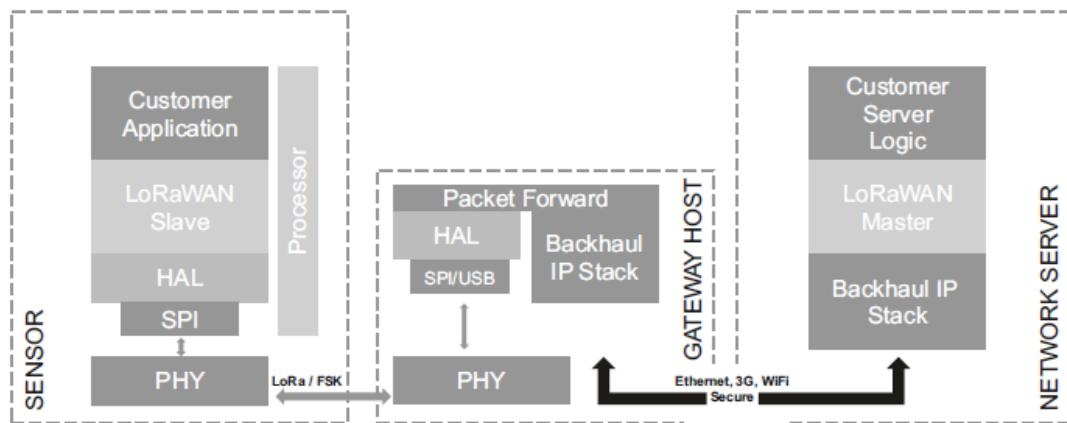 Customer
Application
LoRaWAN
Slave
HAL
SPI
PHY
Processor
SENSOR
LoRa / FSK
Packet Forward
HAL
SPI/USB
Backhaul
IP Stack
PHY
GATEWAY HOST
Ethernet, 3G, WiFi
Secure
Customer
Server
Logic
LoRaWAN
Master
Backhaul IP
Stack
NETWORK SERVER